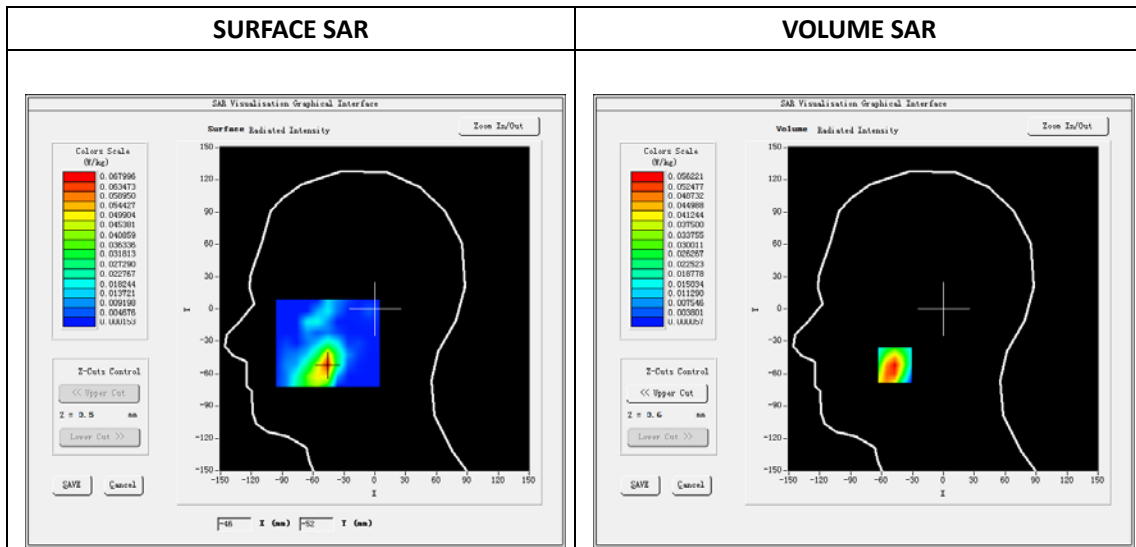 SURFACE SAR
VOLUME SAR
SAR Visualisation Graphical Interface
Surface Radiated Intensity
Zoom In/Out
Colors Scale
(W/kg)
0.067996
0.063473
0.058950
0.054427
0.049904
0.045381
0.040859
0.036336
0.031813
0.027290
0.022767
0.018244
0.013721
0.009198
0.004676
0.000153
150
120
90
60
30
0
-30
-60
-90
-120
-150
Y
-150 -120 -90 -60 -30 0 30 60 90 120 150
X
Z-Cuts Control
<< Upper Cut
Z = 3.5 mm
Lower Cut >>
SAVE Cancel
-46 X (mm) -52 Y (mm)
SAR Visualisation Graphical Interface
Volume Radiated Intensity
Zoom In/Out
Colors Scale
(W/kg)
0.056221
0.052477
0.048732
0.044988
0.041244
0.037500
0.033755
0.030011
0.026267
0.022523
0.018778
0.015034
0.011290
0.007546
0.003801
0.000057
150
120
90
60
30
0
-30
-60
-90
-120
-150
Y
-150 -120 -90 -60 -30 0 30 60 90 120 150
X
Z-Cuts Control
<< Upper Cut
Z = 3.6 mm
Lower Cut >>
SAVE Cancel